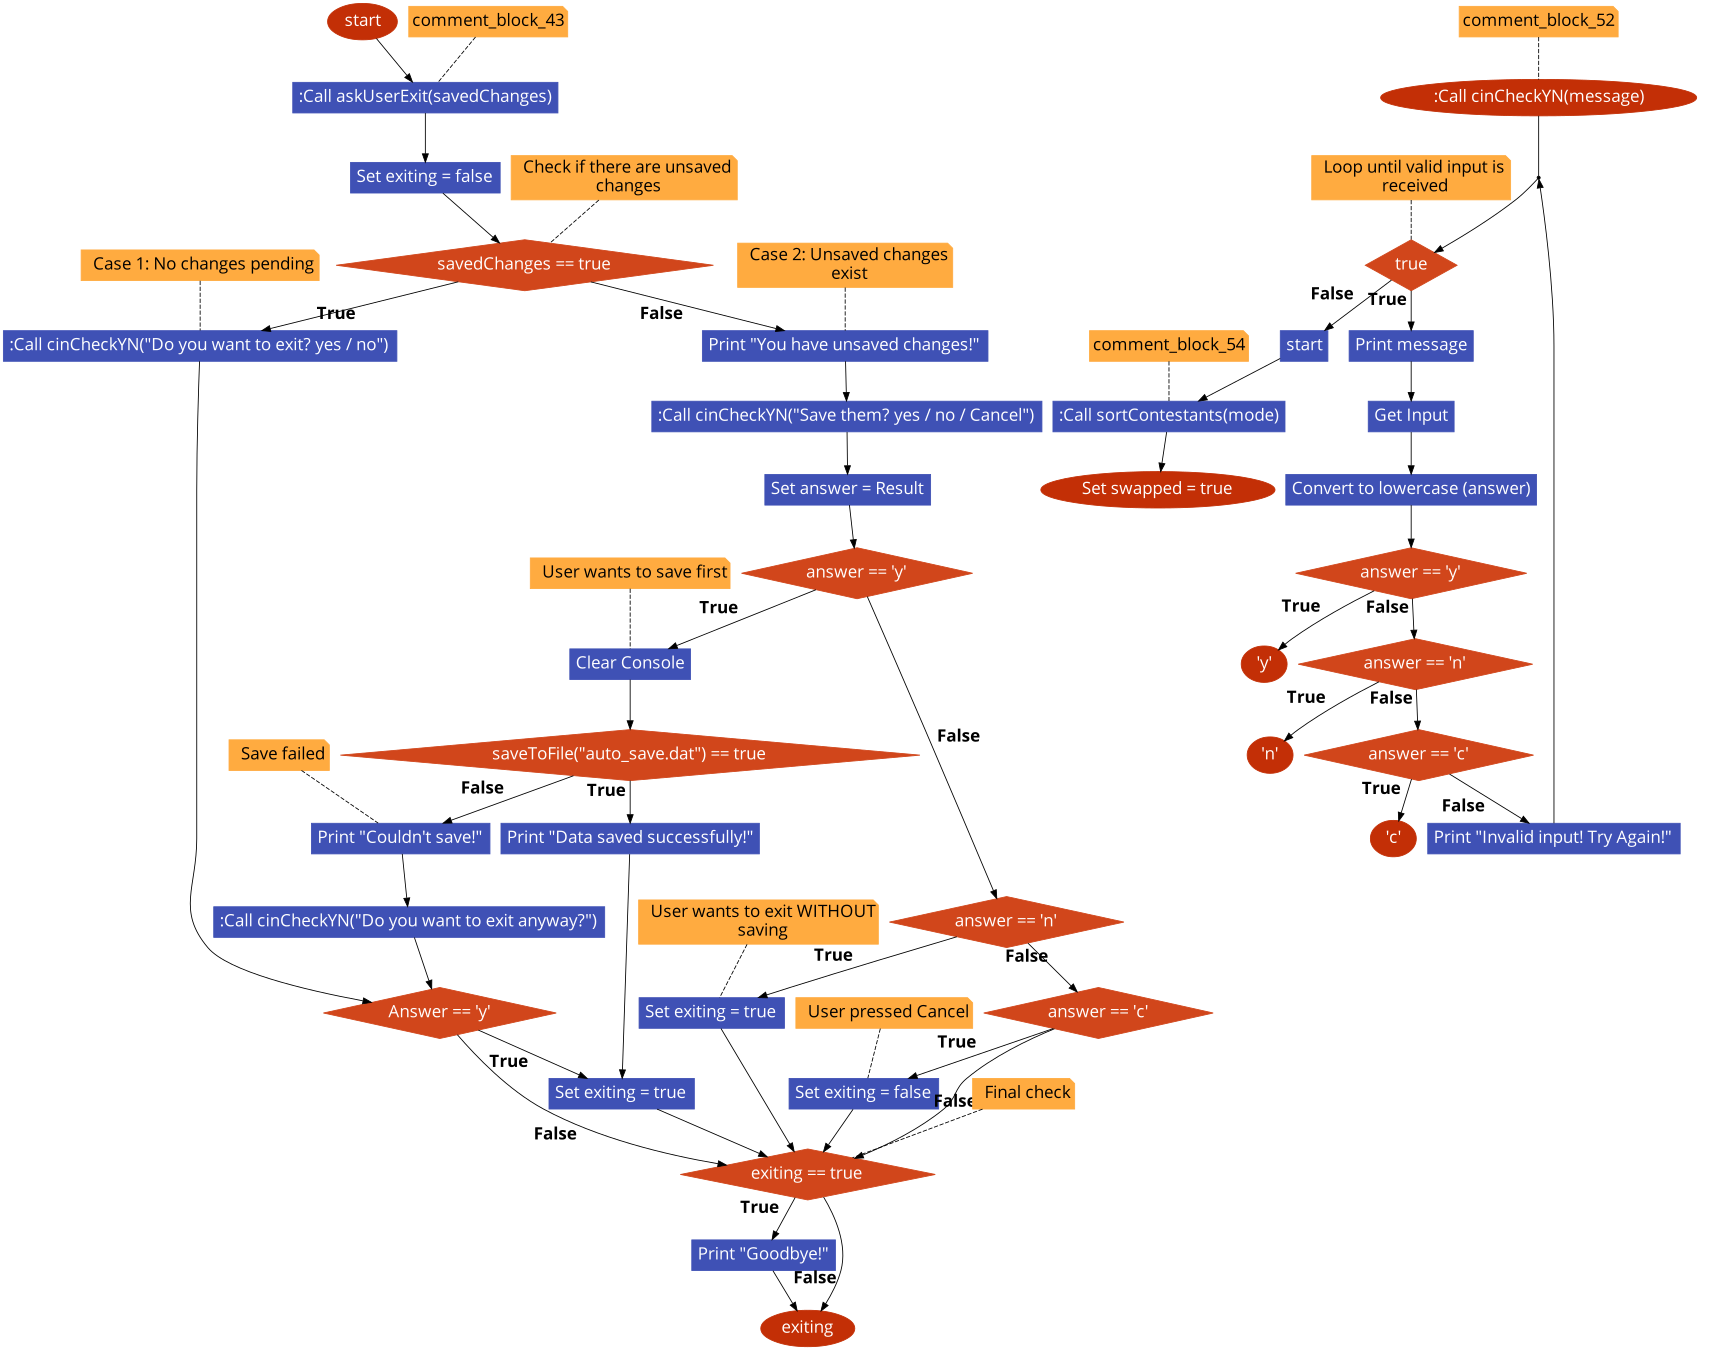 start
comment_block_43
comment_block_52
:Call askUserExit(savedChanges)
:Call cinCheckYN(message)
Set exiting = false
Check if there are unsaved
changes
Loop until valid input is
received
Case 1: No changes pending
savedChanges == true
Case 2: Unsaved changes
exist
true
True
False
False
True
:Call cinCheckYN("Do you want to exit? yes / no")
Print "You have unsaved changes!"
comment_block_54
start
Print message
:Call cinCheckYN("Save them? yes / no / Cancel")
:Call sortContestants(mode)
Get Input
Set answer = Result
Set swapped = true
Convert to lowercase (answer)
User wants to save first
answer == 'y'
answer == 'y'
True
True
False
Clear Console
'y'
answer == 'n'
True
False
False
Save failed
saveToFile("auto_save.dat") == true
'n'
answer == 'c'
False
True
True
False
Print "Couldn't save!"
Print "Data saved successfully!"
'c'
Print "Invalid input! Try Again!"
:Call cinCheckYN("Do you want to exit anyway?")
User wants to exit WITHOUT
saving
answer == 'n'
True
False
Answer == 'y'
Set exiting = true
User pressed Cancel
answer == 'c'
True
True
Set exiting = true
Set exiting = false
False
Final check
False
exiting == true
True
Print "Goodbye!"
False
exiting